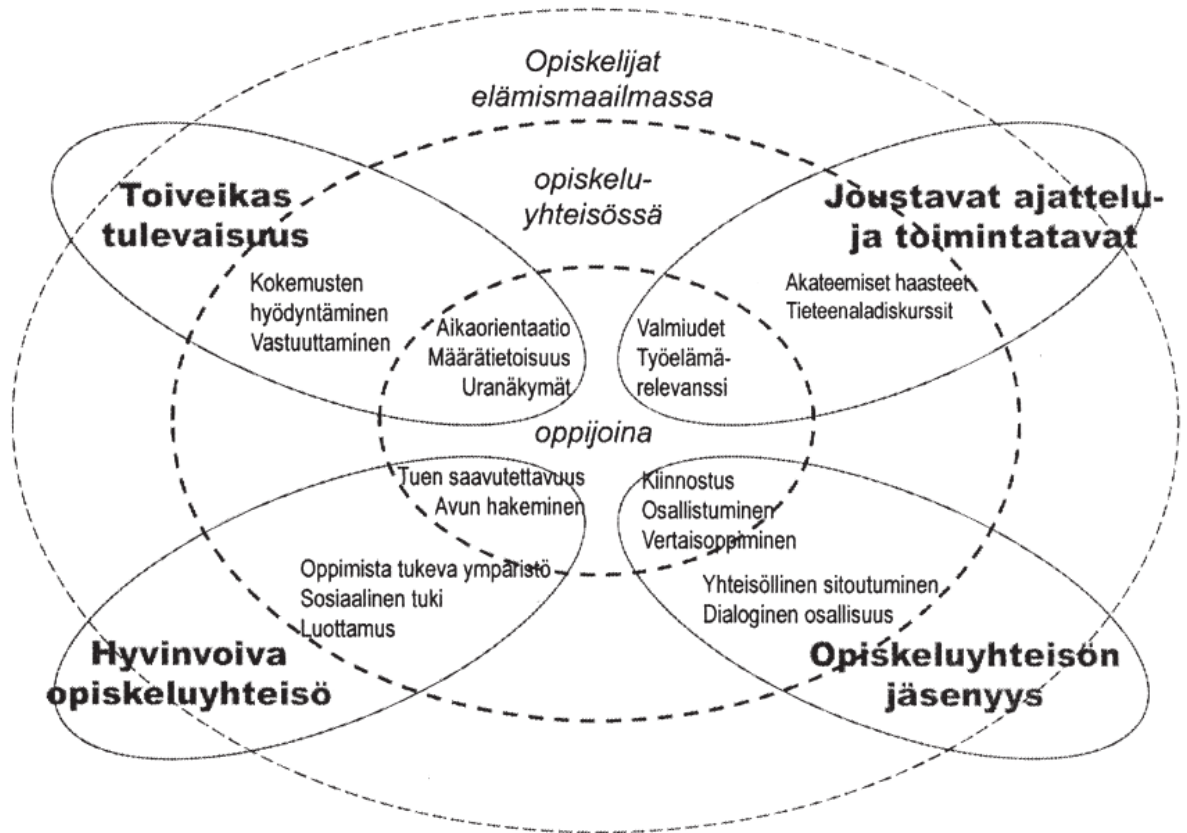 Opiskelijat
elämismaailmassa
opiskelu-
yhteisössä
Toiveikas
tulevaisuus
Joustavat ajattelu-
ja toimintatavat
Kokemusten
hyödyntäminen
Vastuuttaminen
Akateemiset haasteet
Tieteenaladiskurssit
Aikaorientaatio
Määrätietoisuus
Uranäkymät
Valmiudet
Työelämä-
relevanssi
oppijoina
Tuen saavutettavuus
Avun hakeminen
Kiinnostus
Osallistuminen
Vertaisoppiminen
Oppimista tukeva ympäristö
Sosiaalinen tuki
Luottamus
Yhteisöllinen sitoutuminen
Dialoginen osallisuus
Hyvinvoiva
opiskeluyhteisö
Opiskeluyhteisön
jäsenyys